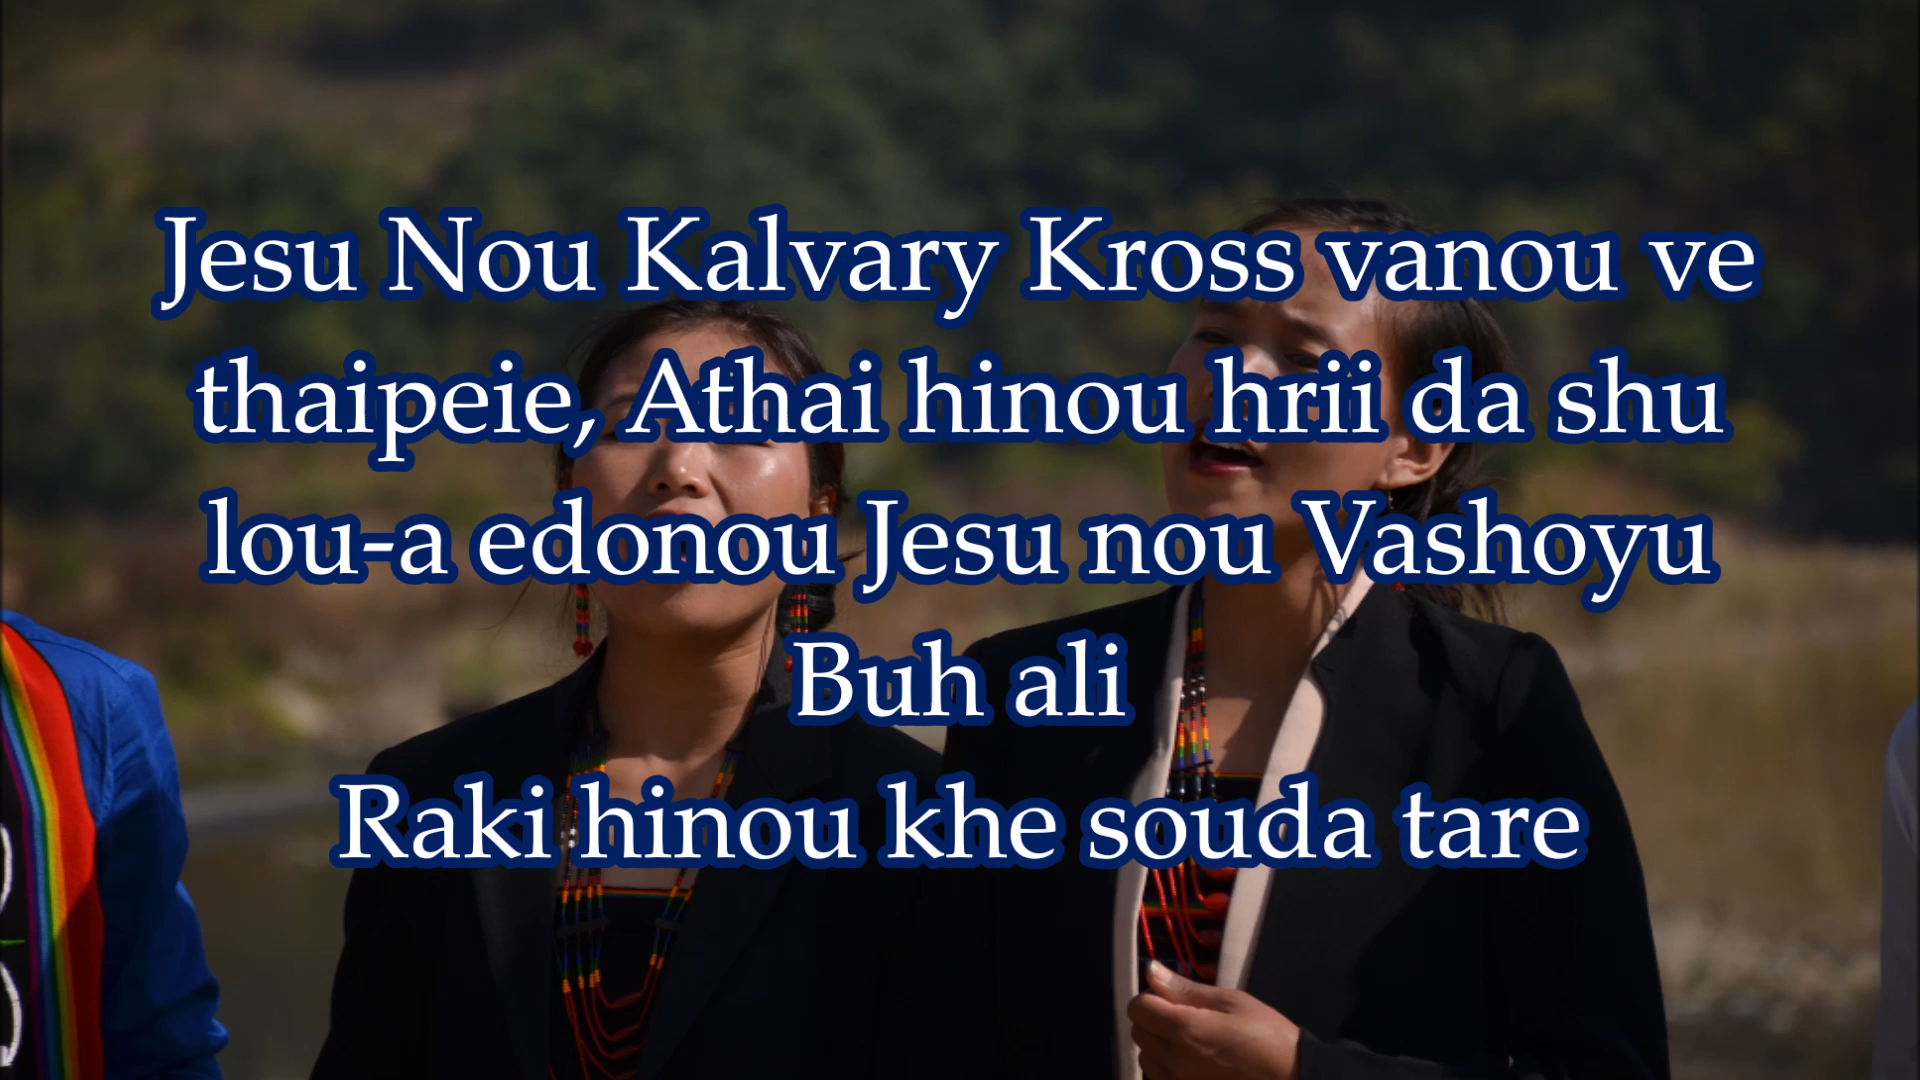 Jesu Nou Kalvary Kross vanou ve
thaipeie, Athai hinou hrii da shu
lou-a edonou Jesu nou Vashoyu
Buh ali
Raki hinou khe souda tare